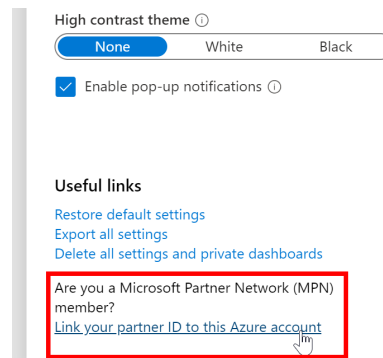 High contrast theme
None White Black
Enable pop-up notifications
Useful links
Restore default settings
Export all settings
Delete all settings and private dashboards
Are you a Microsoft Partner Network (MPN)
member?
Link your partner ID to this Azure account